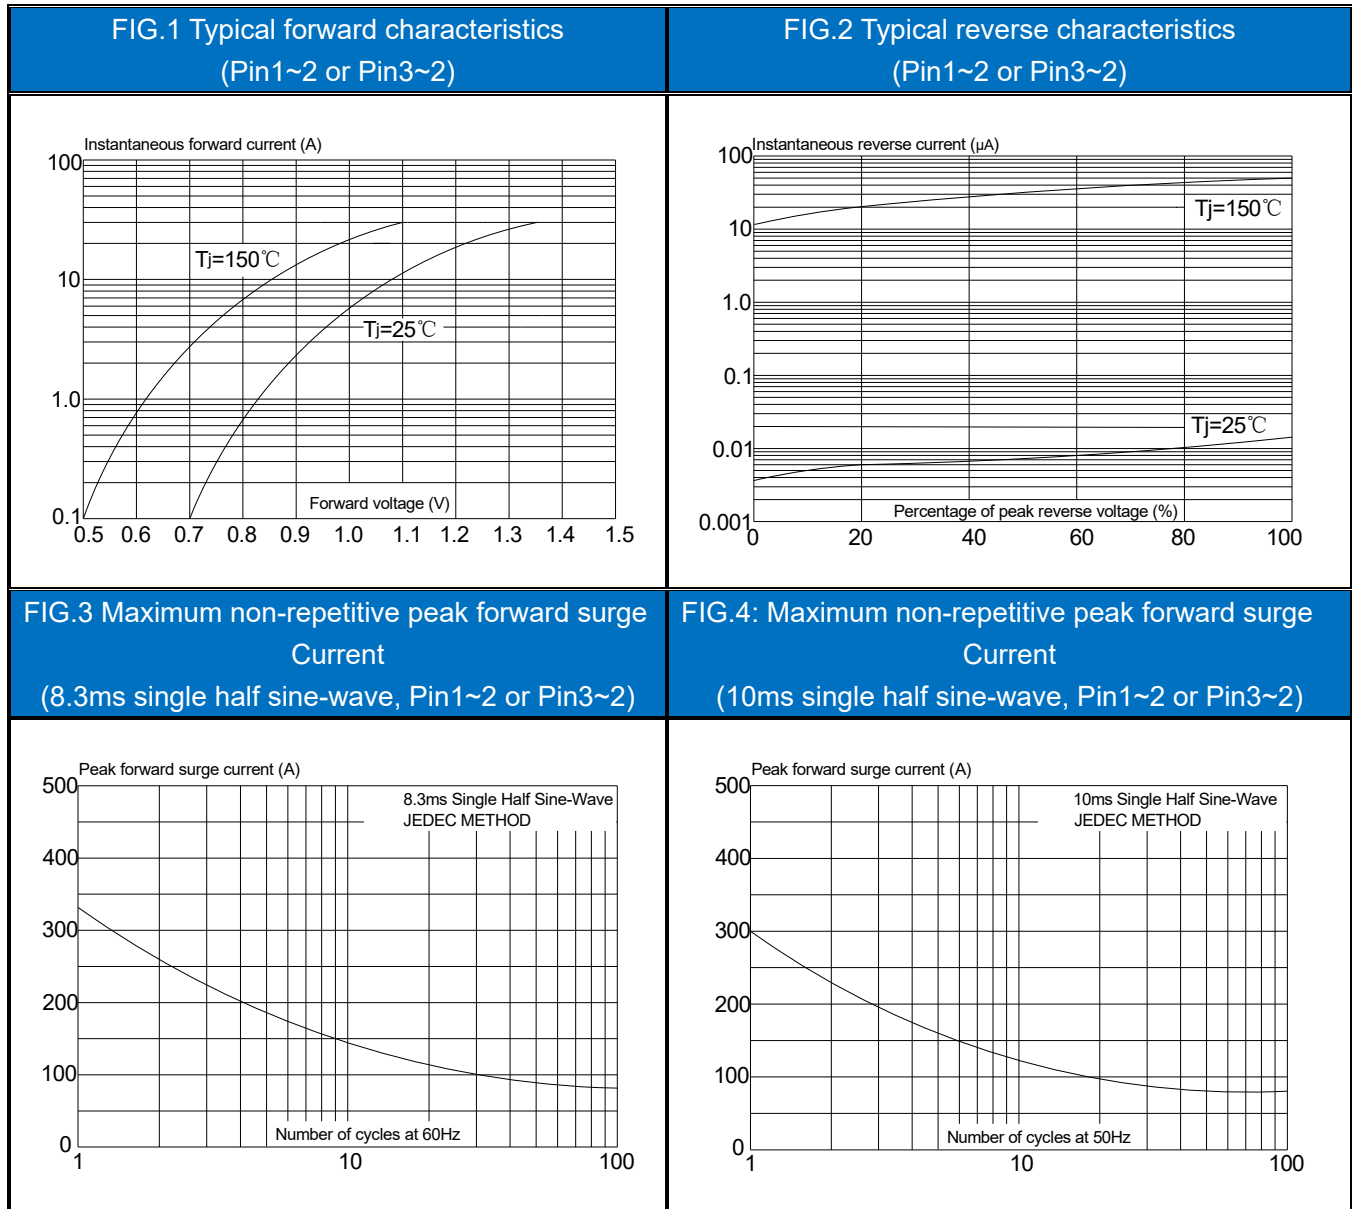 FIG.1 Typical forward characteristics
(Pin1~2 or Pin3~2)
FIG.2 Typical reverse characteristics
(Pin1~2 or Pin3~2)
Instantaneous forward current (A)
100
10
1.0
0.1
Tj=150℃
Tj=25℃
Forward voltage (V)
0.5 0.6 0.7 0.8 0.9 1.0 1.1 1.2 1.3 1.4 1.5
Instantaneous reverse current (μA)
100
10
1.0
0.1
0.01
0.001
Tj=150℃
Tj=25℃
Percentage of peak reverse voltage (%)
0 20 40 60 80 100
FIG.3 Maximum non-repetitive peak forward surge
Current
(8.3ms single half sine-wave, Pin1~2 or Pin3~2)
FIG.4: Maximum non-repetitive peak forward surge
Current
(10ms single half sine-wave, Pin1~2 or Pin3~2)
Peak forward surge current (A)
500
400
300
200
100
0
8.3ms Single Half Sine-Wave
JEDEC METHOD
Number of cycles at 60Hz
1 10 100
Peak forward surge current (A)
500
400
300
200
100
0
10ms Single Half Sine-Wave
JEDEC METHOD
Number of cycles at 50Hz
1 10 100